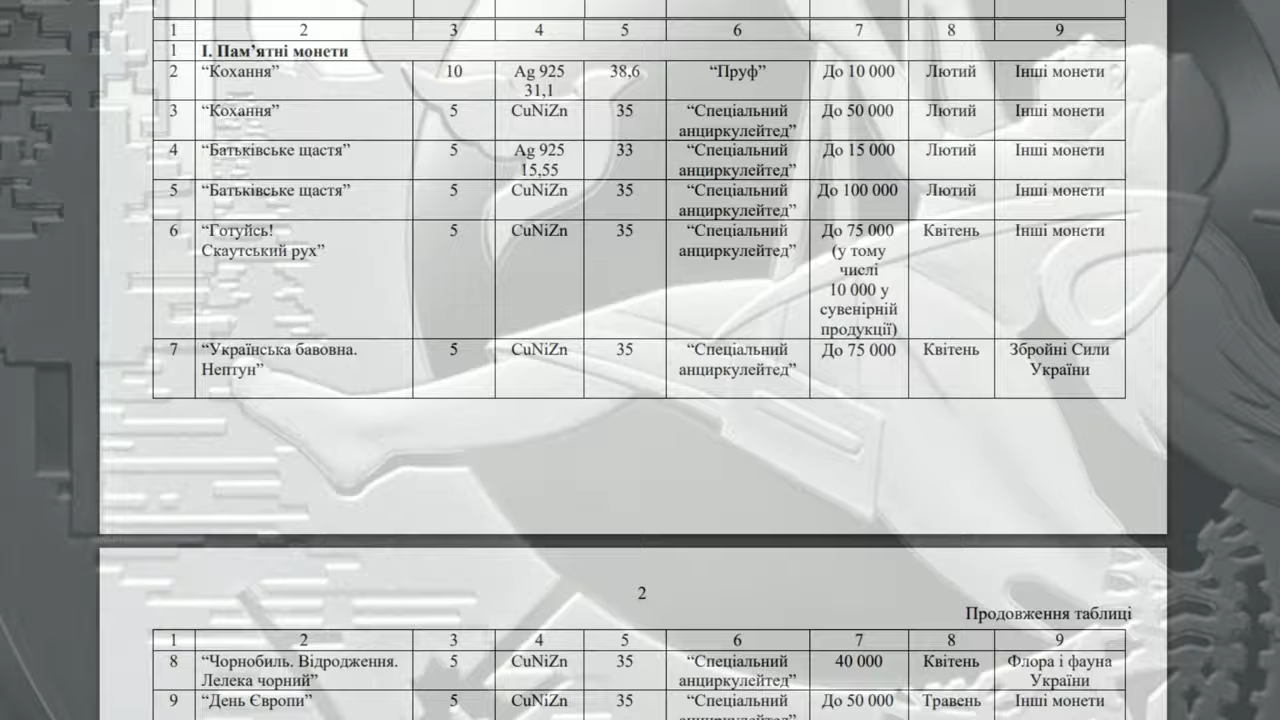 1 2 3 4 5 6 7 8 9
1 I. Пам’ятні монети
2 “Кохання” 10 Ag 925 38,6 “Пруф” До 10 000 Лютий Інші монети
31,1
3 “Кохання” 5 CuNiZn 35 “Спеціальний До 50 000 Лютий Інші монети
анциркулейтед”
4 “Батьківське щастя” 5 Ag 925 33 “Спеціальний До 15 000 Лютий Інші монети
15,55 анциркулейтед”
5 “Батьківське щастя” 5 CuNiZn 35 “Спеціальний До 100 000 Лютий Інші монети
анциркулейтед”
6 “Готуйсь! 5 CuNiZn 35 “Спеціальний До 75 000 Квітень Інші монети
Скаутський рух” анциркулейтед” (у тому
числі
10 000 у
сувенірній
продукції)
7 “Українська бавовна. 5 CuNiZn 35 “Спеціальний До 75 000 Квітень Збройні Сили
Нептун” анциркулейтед” України
2
Продовження таблиці
1 2 3 4 5 6 7 8 9
8 “Чорнобиль. Відродження. 5 CuNiZn 35 “Спеціальний 40 000 Квітень Флора і фауна
Лелека чорний” анциркулейтед” України
9 “День Європи” 5 CuNiZn 35 “Спеціальний До 50 000 Травень Інші монети